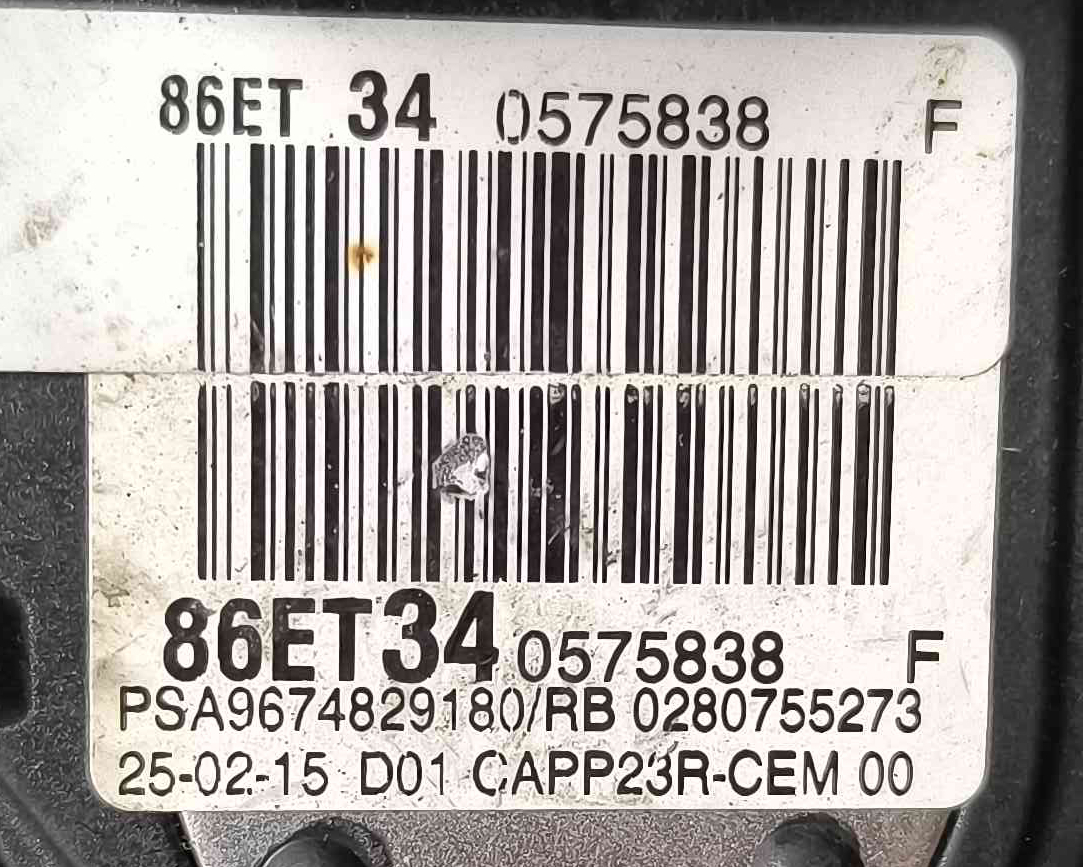 86ET 34 0575838 F
86ET34 0575838 F
PSA9674829180/RB 0280755273
25-02-15 D01 CAPP23R-CEM 00